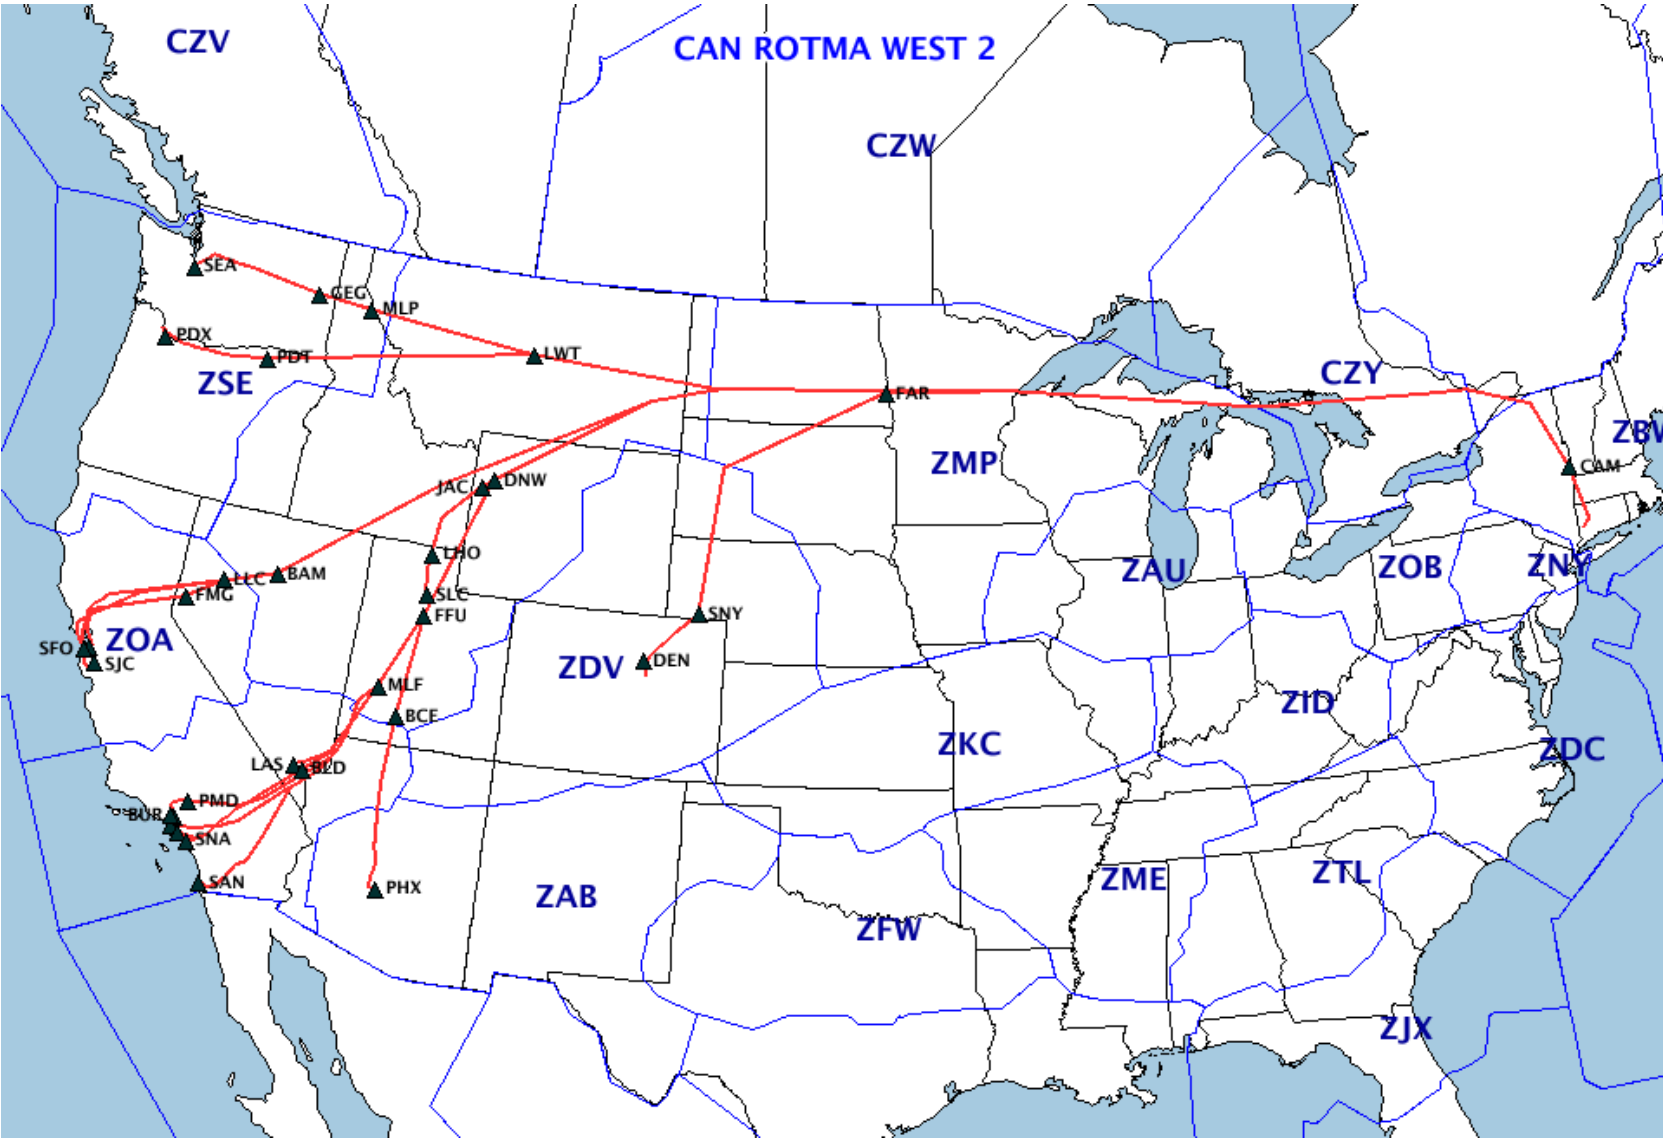 CZV
CAN ROTMA WEST 2
CZW
SEA
GEG
MLP
PDX
PDT
LWT
ZSE
CZY
FAR
ZBW
ZMP
CAM
JAC
DNW
LHO
LLC
BAM
FMG
SLC
FFU
SNY
ZAU
ZOB
ZNY
SFO
ZOA
SJC
ZDV
DEN
MLF
BCE
ZID
ZKC
ZDC
LAS
BLD
PMD
BUR
SNA
SAN
PHX
ZAB
ZME
ZTL
ZFW
ZJX